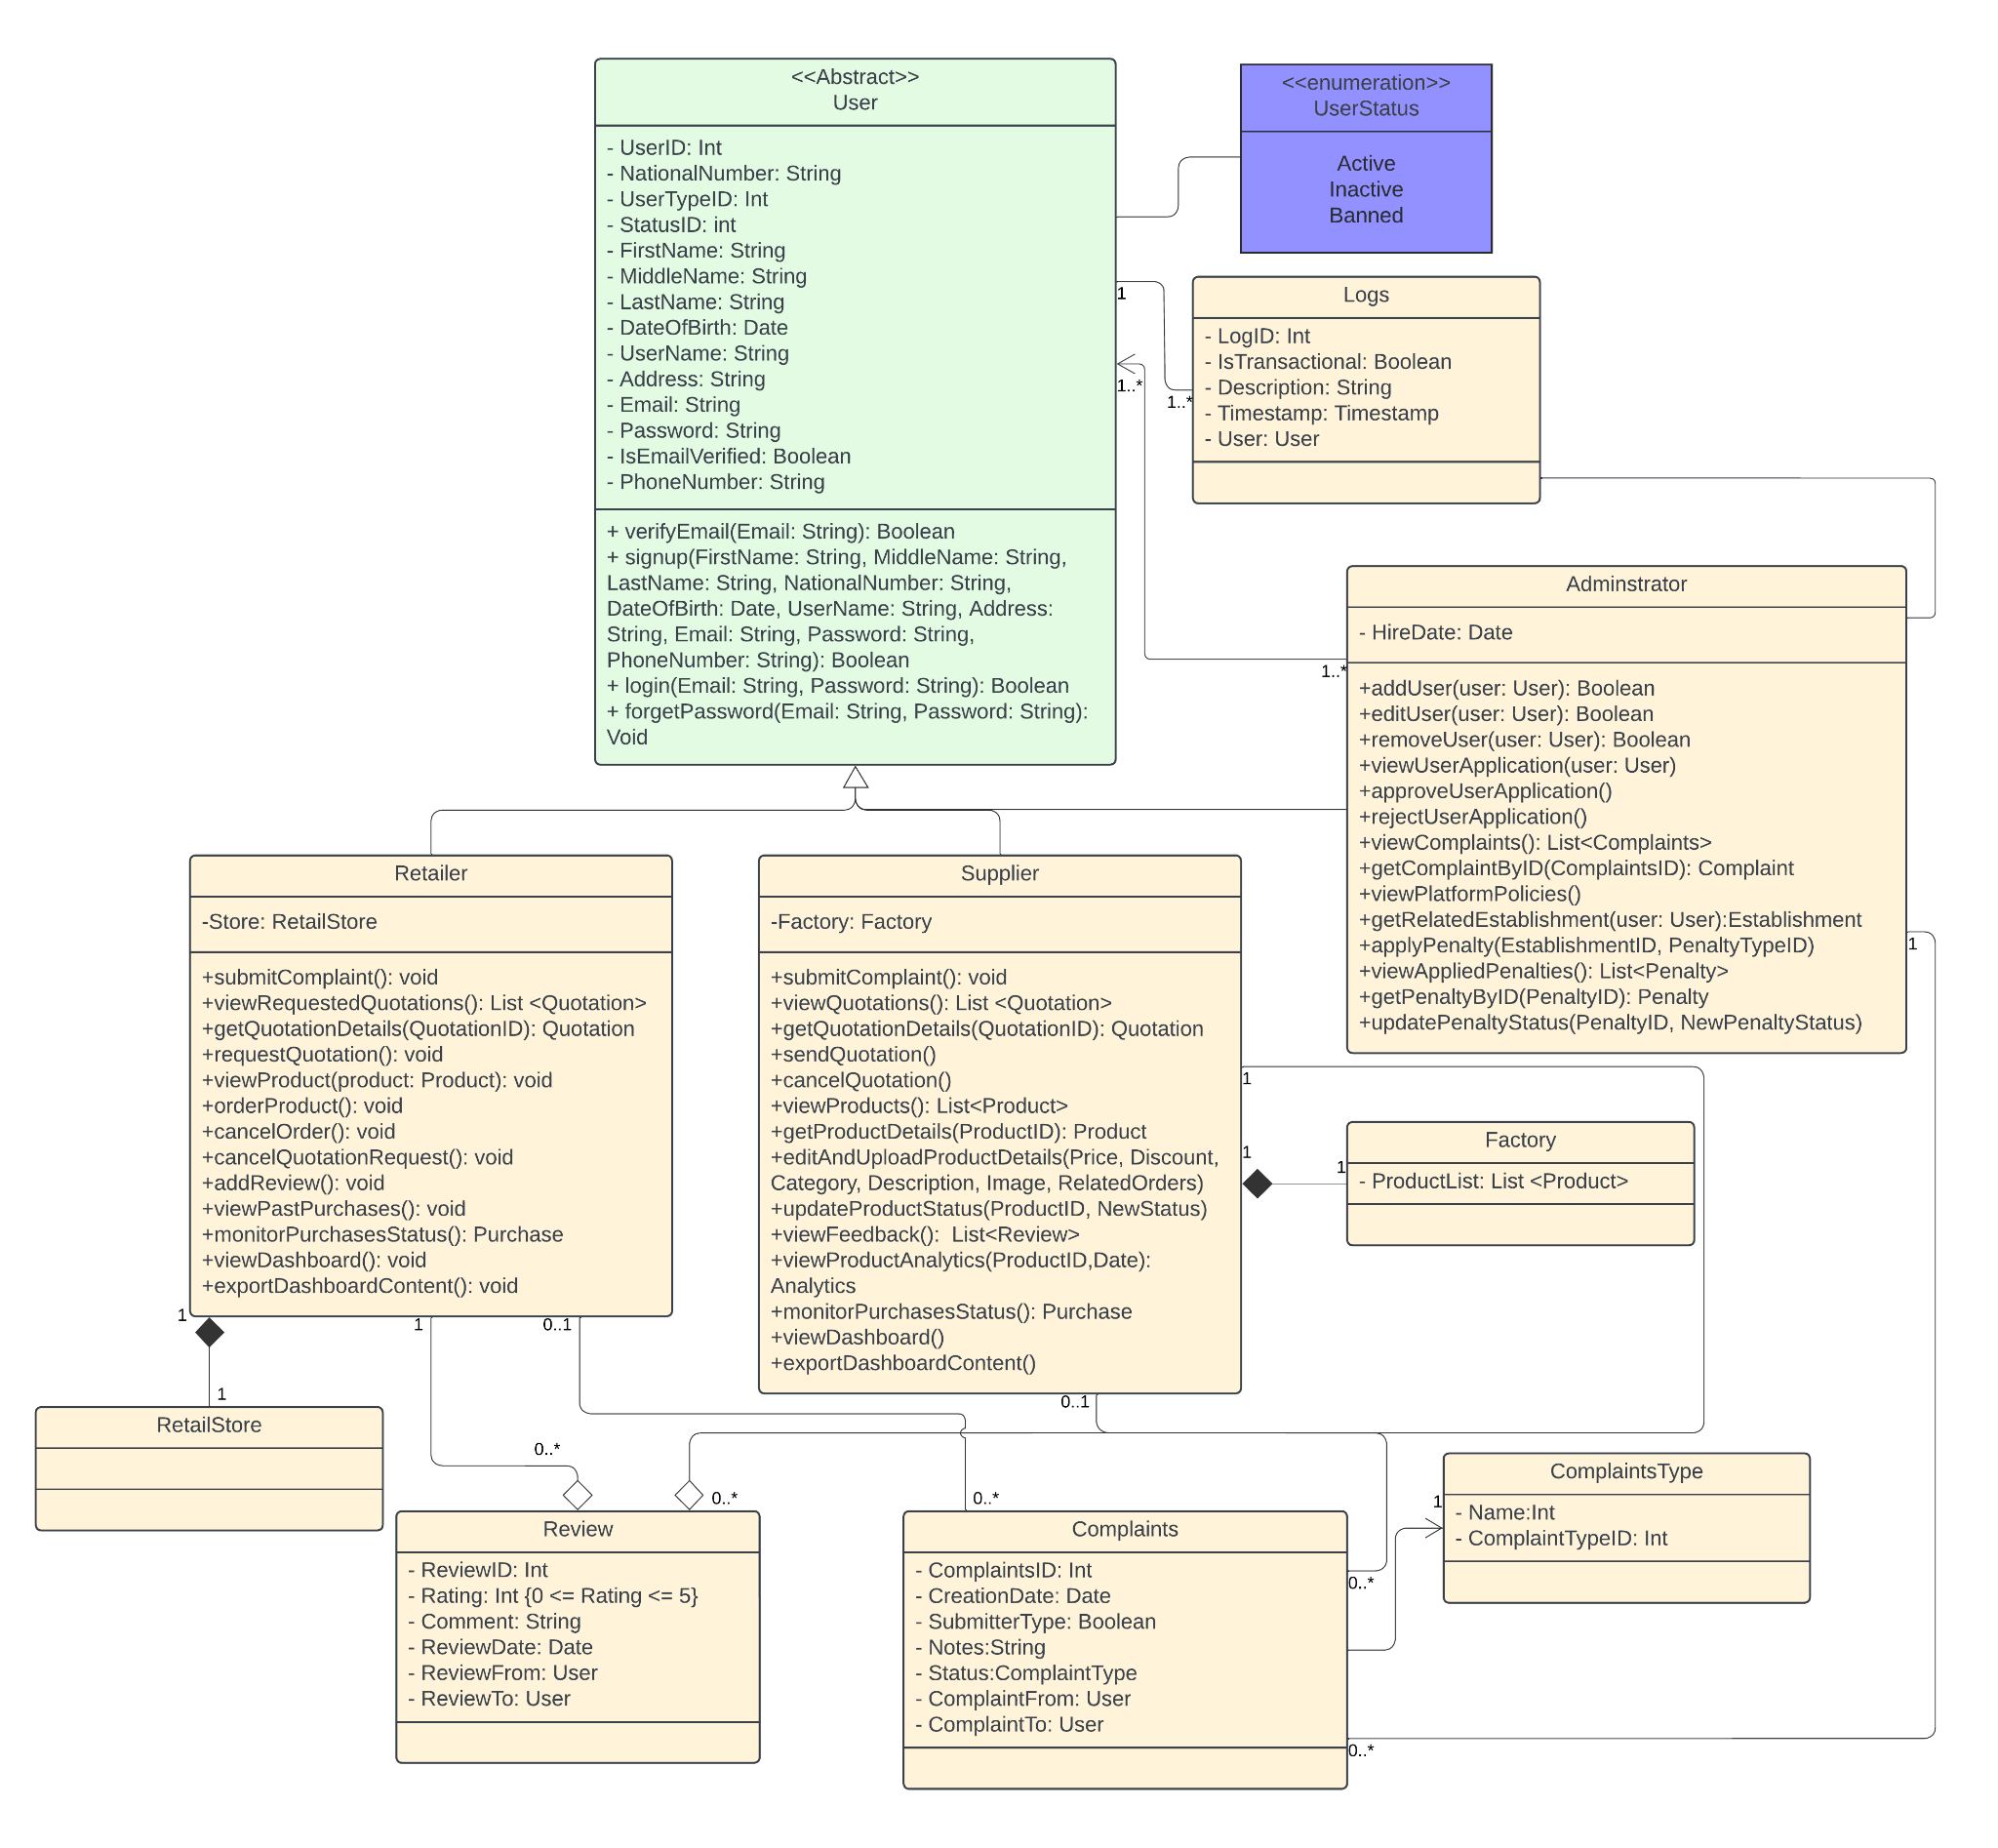 <<Abstract>>
User
- UserID: Int
- NationalNumber: String
- UserTypeID: Int
- StatusID: int
- FirstName: String
- MiddleName: String
- LastName: String
- DateOfBirth: Date
- UserName: String
- Address: String
- Email: String
- Password: String
- IsEmailVerified: Boolean
- PhoneNumber: String
+ verifyEmail(Email: String): Boolean
+ signup(FirstName: String, MiddleName: String,
LastName: String, NationalNumber: String,
DateOfBirth: Date, UserName: String, Address:
String, Email: String, Password: String,
PhoneNumber: String): Boolean
+ login(Email: String, Password: String): Boolean
+ forgetPassword(Email: String, Password: String):
Void
<<enumeration>>
UserStatus
Active
Inactive
Banned
1
1..*
1..*
Logs
- LogID: Int
- IsTransactional: Boolean
- Description: String
- Timestamp: Timestamp
- User: User
1..*
Adminstrator
- HireDate: Date
+addUser(user: User): Boolean
+editUser(user: User): Boolean
+removeUser(user: User): Boolean
+viewUserApplication(user: User)
+approveUserApplication()
+rejectUserApplication()
+viewComplaints(): List<Complaints>
+getComplaintByID(ComplaintsID): Complaint
+viewPlatformPolicies()
+getRelatedEstablishment(user: User):Establishment
+applyPenalty(EstablishmentID, PenaltyTypeID)
+viewAppliedPenalties(): List<Penalty>
+getPenaltyByID(PenaltyID): Penalty
+updatePenaltyStatus(PenaltyID, NewPenaltyStatus)
1
Retailer
-Store: RetailStore
+submitComplaint(): void
+viewRequestedQuotations(): List <Quotation>
+getQuotationDetails(QuotationID): Quotation
+requestQuotation(): void
+viewProduct(product: Product): void
+orderProduct(): void
+cancelOrder(): void
+cancelQuotationRequest(): void
+addReview(): void
+viewPastPurchases(): void
+monitorPurchasesStatus(): Purchase
+viewDashboard(): void
+exportDashboardContent(): void
1
1
0..1
Supplier
-Factory: Factory
+submitComplaint(): void
+viewQuotations(): List <Quotation>
+getQuotationDetails(QuotationID): Quotation
+sendQuotation()
+cancelQuotation()
+viewProducts(): List<Product>
+getProductDetails(ProductID): Product
+editAndUploadProductDetails(Price, Discount,
Category, Description, Image, RelatedOrders)
+updateProductStatus(ProductID, NewStatus)
+viewFeedback():  List<Review>
+viewProductAnalytics(ProductID,Date):
Analytics
+monitorPurchasesStatus(): Purchase
+viewDashboard()
+exportDashboardContent()
1
1
1
0..1
Factory
- ProductList: List <Product>
1
RetailStore
0..*
0..*
Review
- ReviewID: Int
- Rating: Int {0 <= Rating <= 5}
- Comment: String
- ReviewDate: Date
- ReviewFrom: User
- ReviewTo: User
0..*
Complaints
- ComplaintsID: Int
- CreationDate: Date
- SubmitterType: Boolean
- Notes:String
- Status:ComplaintType
- ComplaintFrom: User
- ComplaintTo: User
0..*
0..*
1
ComplaintsType
- Name:Int
- ComplaintTypeID: Int